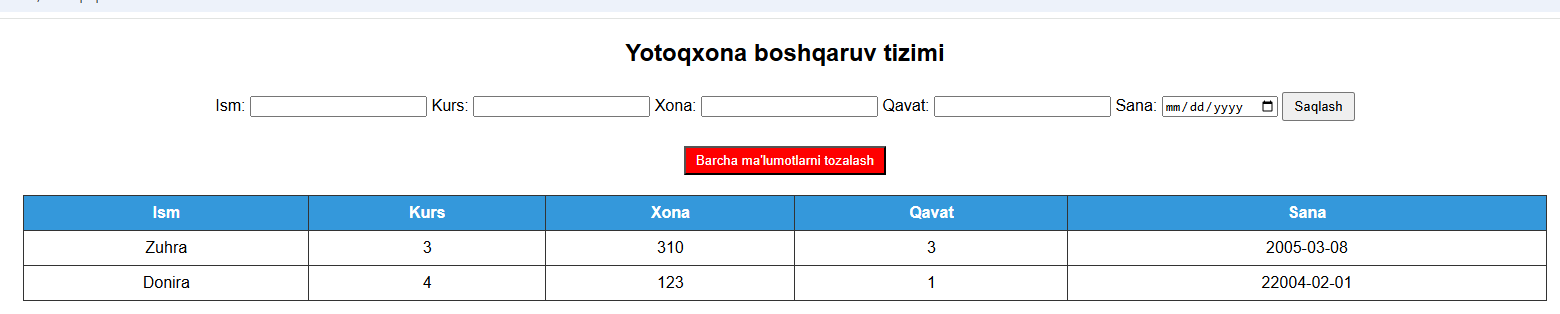 Yotoqxona boshqaruv tizimi
Ism: Kurs: Xona: Qavat: Sana: mm/dd/yyyy Saqlash
Barcha ma'lumotlarni tozalash
Ism Kurs Xona Qavat Sana
Zuhra 3 310 3 2005-03-08
Donira 4 123 1 22004-02-01